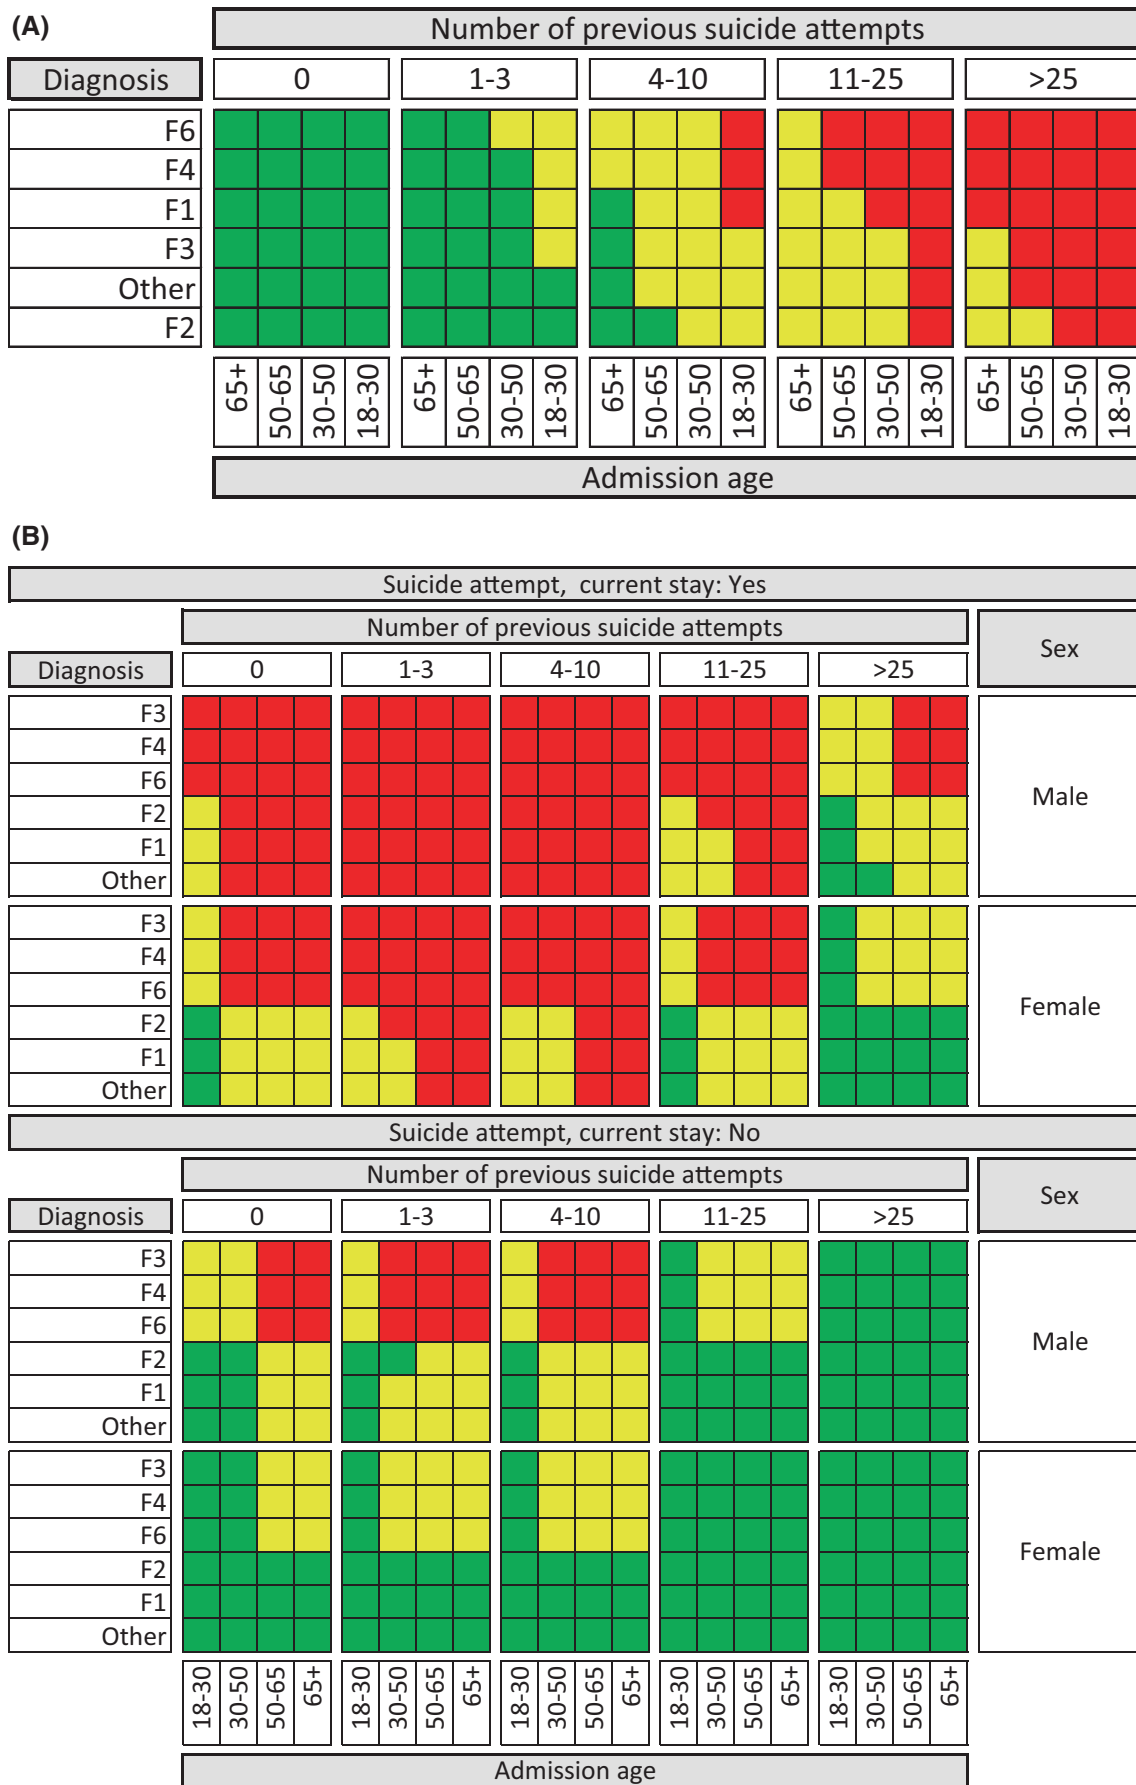 (A)
Number of previous suicide attempts
Diagnosis 0 1-3 4-10 11-25 >25
F6
F4
F1
F3
Other
F2
65+ 50-65 30-50 18-30 65+ 50-65 30-50 18-30 65+ 50-65 30-50 18-30 65+ 50-65 30-50 18-30 65+ 50-65 30-50 18-30
Admission age
(B)
Suicide attempt, current stay: Yes
Number of previous suicide attempts
Sex
Diagnosis 0 1-3 4-10 11-25 >25
F3
F4
F6
F2
F1
Other
Male
F3
F4
F6
F2
F1
Other
Female
Suicide attempt, current stay: No
Number of previous suicide attempts
Sex
Diagnosis 0 1-3 4-10 11-25 >25
F3
F4
F6
F2
F1
Other
Male
F3
F4
F6
F2
F1
Other
Female
18-30 30-50 50-65 65+ 18-30 30-50 50-65 65+ 18-30 30-50 50-65 65+ 18-30 30-50 50-65 65+ 18-30 30-50 50-65 65+
Admission age